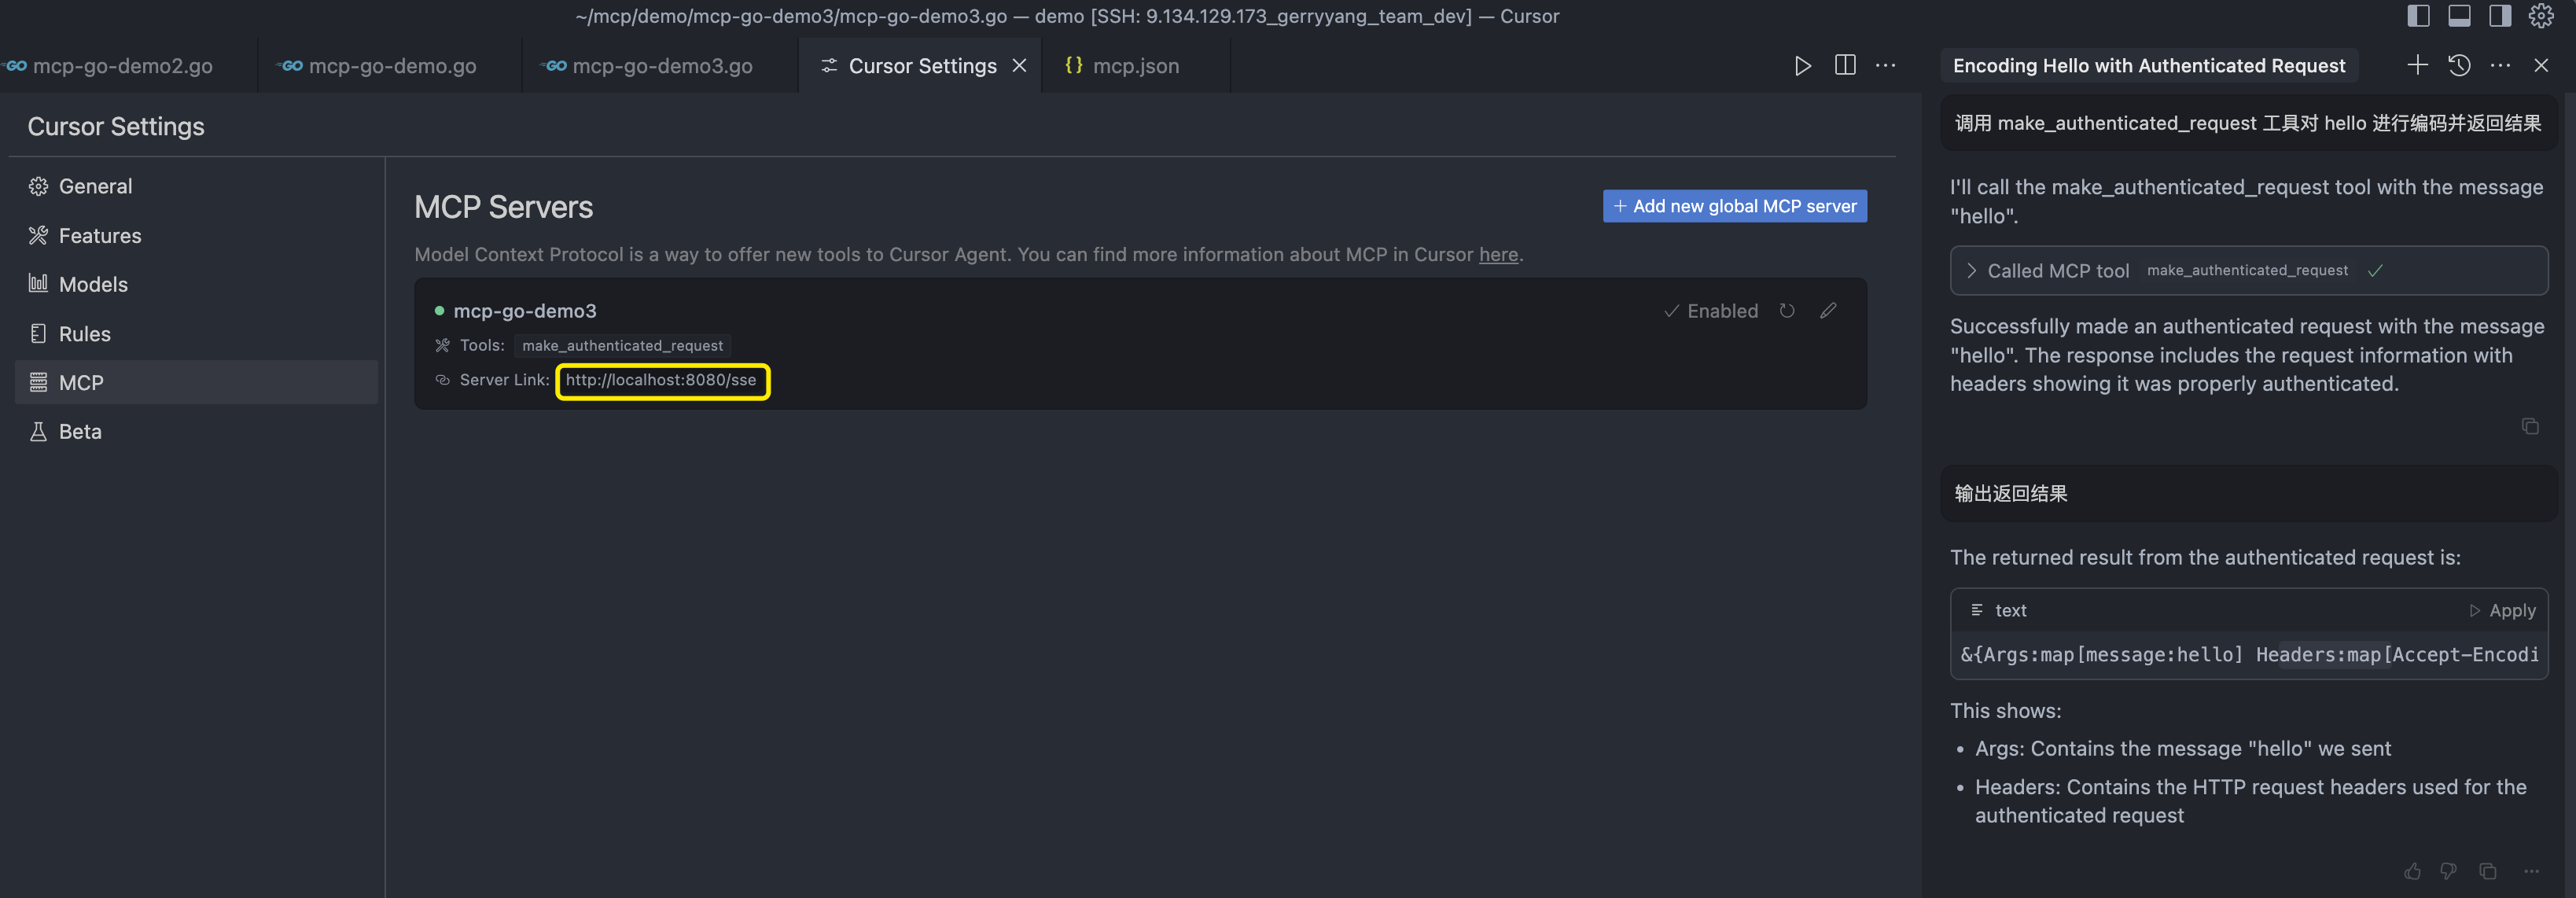 ~/mcp/demo/mcp-go-demo3/mcp-go-demo3.go — demo [SSH: 9.134.129.173_gerryyang_team_dev] — Cursor
GO mcp-go-demo2.go
GO mcp-go-demo.go
GO mcp-go-demo3.go
Cursor Settings
{} mcp.json
Cursor Settings
General
Features
Models
Rules
MCP
Beta
MCP Servers
+ Add new global MCP server
Model Context Protocol is a way to offer new tools to Cursor Agent. You can find more information about MCP in Cursor here.
mcp-go-demo3
Enabled
Tools: make_authenticated_request
Server Link: http://localhost:8080/sse
Encoding Hello with Authenticated Request
调用 make_authenticated_request 工具对 hello 进行编码并返回结果
I'll call the make_authenticated_request tool with the message
"hello".
Called MCP tool make_authenticated_request
Successfully made an authenticated request with the message
"hello". The response includes the request information with
headers showing it was properly authenticated.
输出返回结果
The returned result from the authenticated request is:
text
Apply
&{Args:map[message:hello] Headers:map[Accept-Encodi
This shows:
• Args: Contains the message "hello" we sent
• Headers: Contains the HTTP request headers used for the
authenticated request